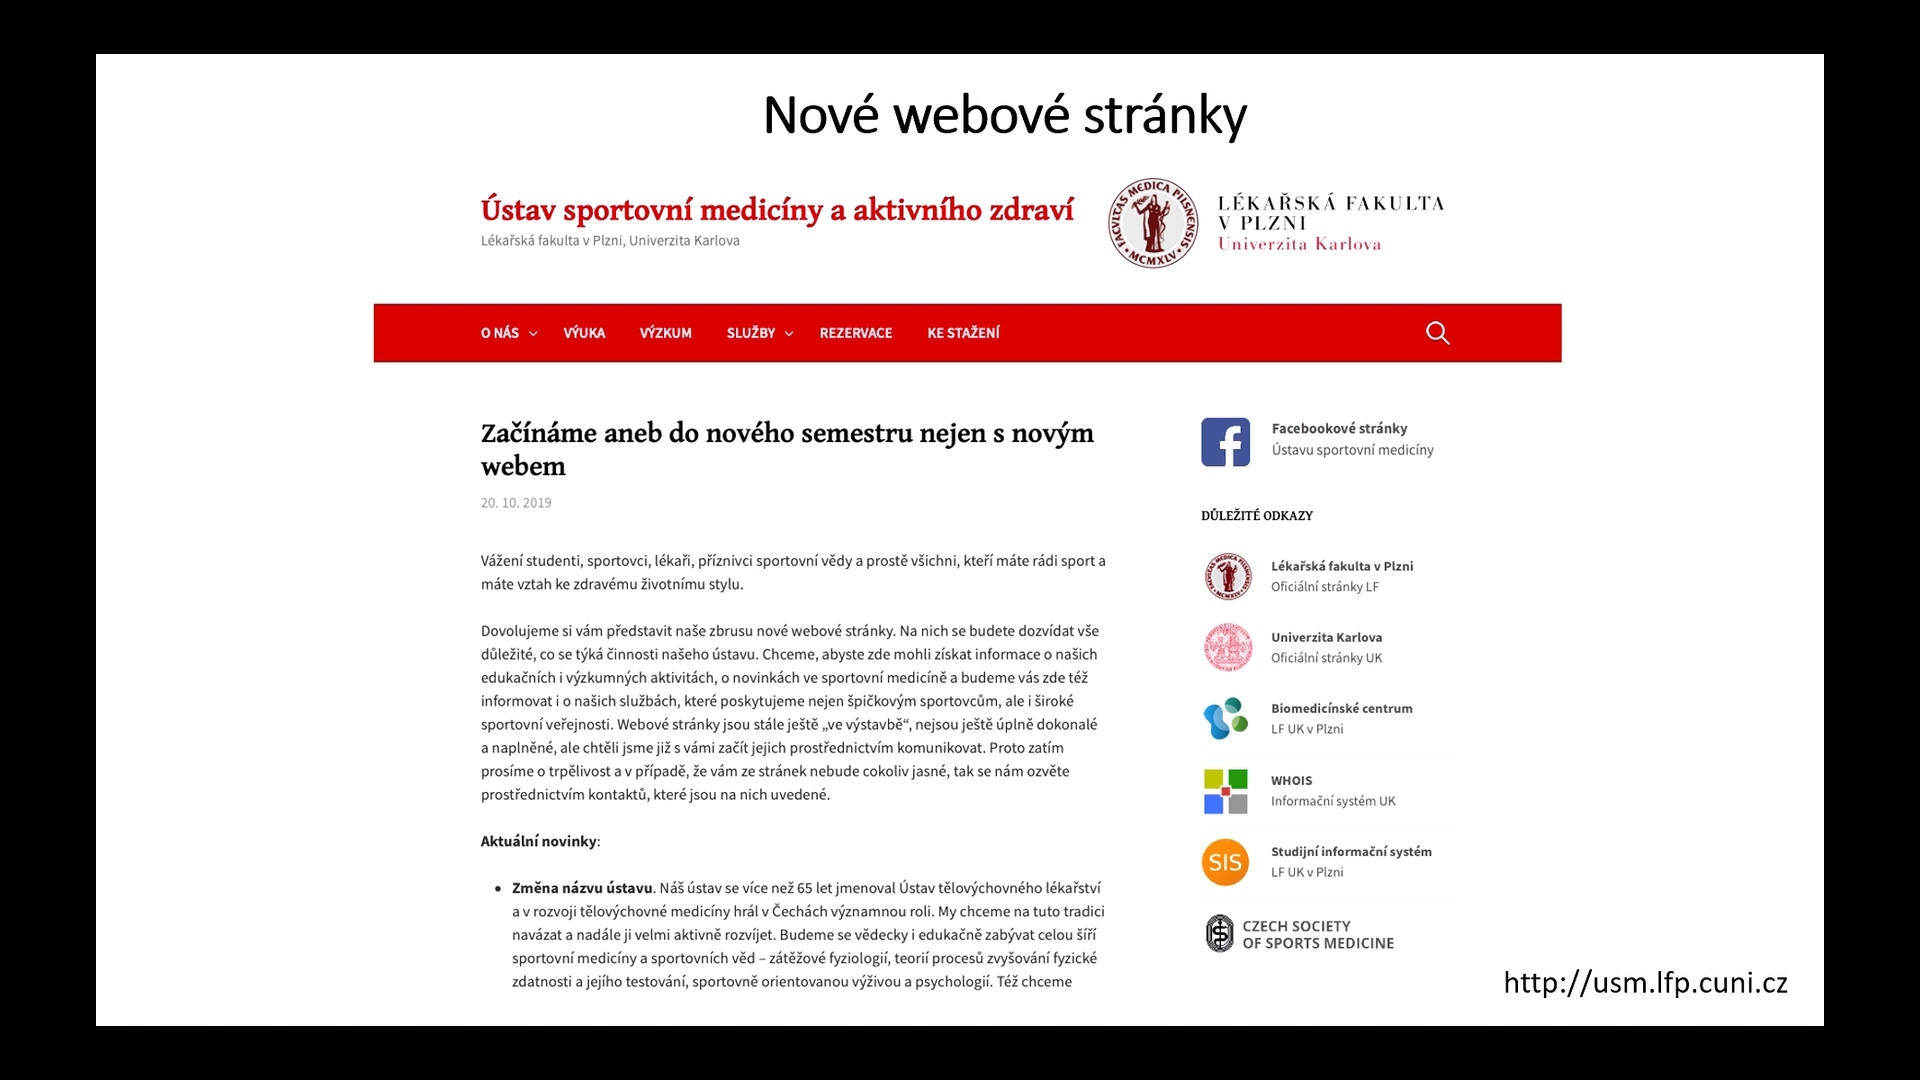 Nové webové stránky
Ústav sportovní medicíny a aktivního zdraví
Lékařská fakulta v Plzni, Univerzita Karlova
FACVLTAS MEDICA PILSNENSIS
MCMXLV
LÉKAŘSKÁ FAKULTA
V PLZNI
Univerzita Karlova
O NÁS
VÝUKA
VÝZKUM
SLUŽBY
REZERVACE
KE STAŽENÍ
Začínáme aneb do nového semestru nejen s novým
webem
20. 10. 2019
Vážení studenti, sportovci, lékaři, příznivci sportovní vědy a prostě všichni, kteří máte rádi sport a
máte vztah ke zdravému životnímu stylu.
Dovolujeme si vám představit naše zbrusu nové webové stránky. Na nich se budete dozvídat vše
důležité, co se týká činnosti našeho ústavu. Chceme, abyste zde mohli získat informace o našich
edukačních i výzkumných aktivitách, o novinkách ve sportovní medicíně a budeme vás zde též
informovat i o našich službách, které poskytujeme nejen špičkovým sportovcům, ale i široké
sportovní veřejnosti. Webové stránky jsou stále ještě „ve výstavbě“, nejsou ještě úplně dokonalé
a naplněné, ale chtěli jsme již s vámi začít jejich prostřednictvím komunikovat. Proto zatím
prosíme o trpělivost a v případě, že vám ze stránek nebude cokoliv jasné, tak se nám ozvěte
prostřednictvím kontaktů, které jsou na nich uvedené.
Aktuální novinky:
• Změna názvu ústavu. Náš ústav se více než 65 let jmenoval Ústav tělovýchovného lékařství
a v rozvoji tělovýchovné medicíny hrál v Čechách významnou roli. My chceme na tuto tradici
navázat a nadále ji velmi aktivně rozvíjet. Budeme se vědecky i edukačně zabývat celou šíří
sportovní medicíny a sportovních věd – zátěžové fyziologií, teorií procesů zvyšování fyzické
zdatnosti a jejího testování, sportovně orientovanou výživou a psychologií. Též chceme
Facebookové stránky
Ústavu sportovní medicíny
DŮLEŽITÉ ODKAZY
Lékařská fakulta v Plzni
Oficiální stránky LF
Univerzita Karlova
Oficiální stránky UK
Biomedicínské centrum
LF UK v Plzni
WHOIS
Informační systém UK
SIS
Studijní informační systém
LF UK v Plzni
CZECH SOCIETY
OF SPORTS MEDICINE
http://usm.lfp.cuni.cz